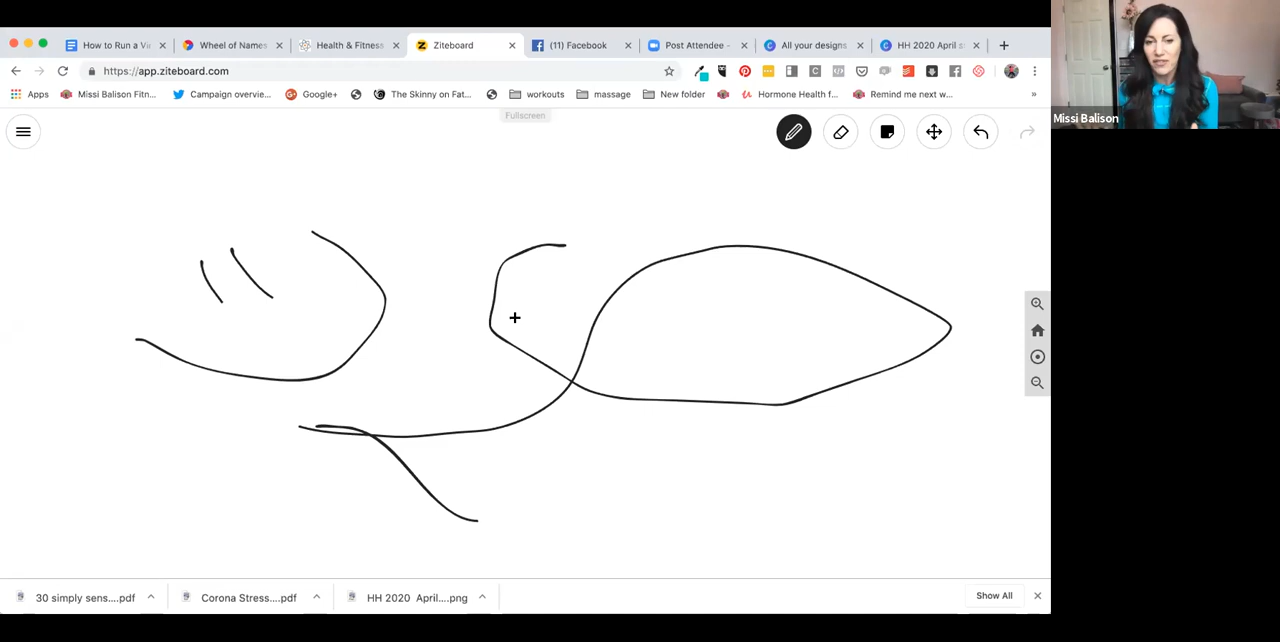 How to Run a Vi
Wheel of Names
Health & Fitness
Ziteboard
(11) Facebook
Post Attendee -
All your designs
HH 2020 April s
https://app.ziteboard.com
Apps
Missi Balison Fitn...
Campaign overvie...
Google+
The Skinny on Fat...
workouts
massage
New folder
Hormone Health f...
Remind me next w...
»
Fullscreen
Missi Balison
30 simply sens....pdf
Corona Stress....pdf
HH 2020 April....png
Show All